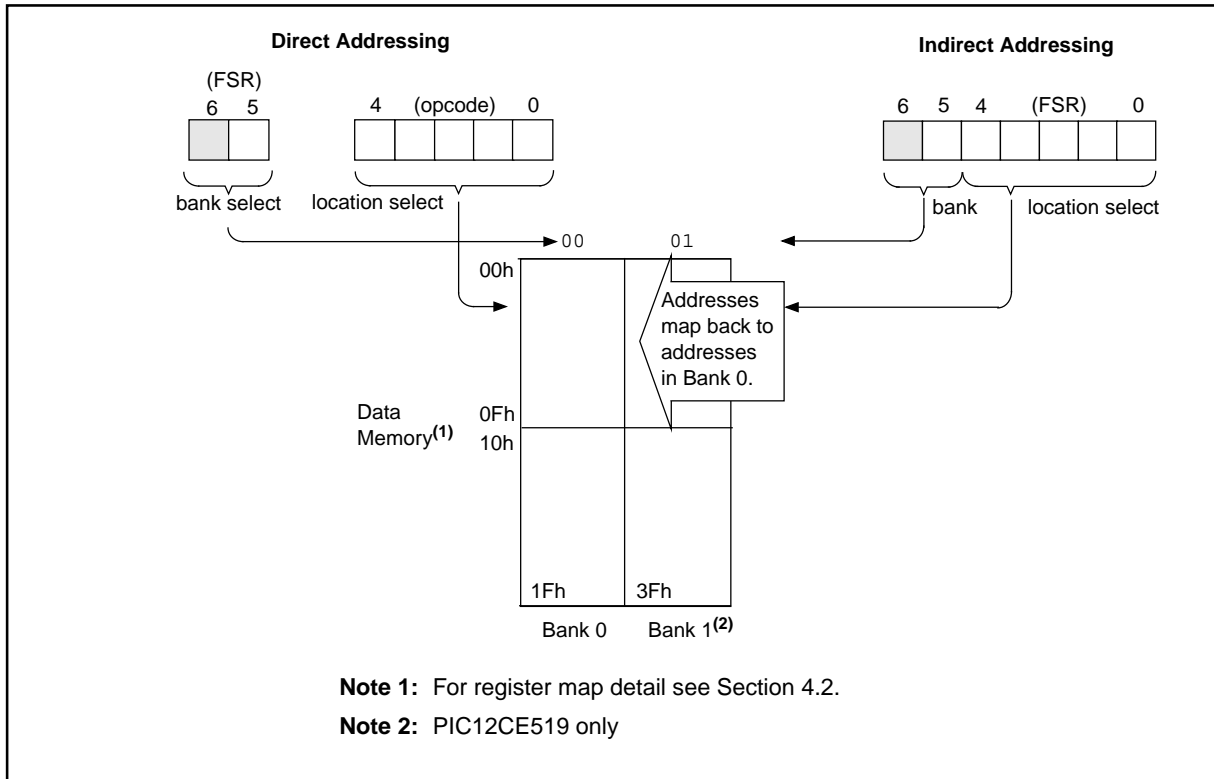 Direct Addressing
Indirect Addressing
(FSR)
6 5
4 (opcode) 0
6 5 4 (FSR) 0
bank select
location select
bank
location select
00
01
00h
Addresses
map back to
addresses
in Bank 0.
Data
Memory(1)
0Fh
10h
1Fh
3Fh
Bank 0
Bank 1(2)
Note 1: For register map detail see Section 4.2.
Note 2: PIC12CE519 only